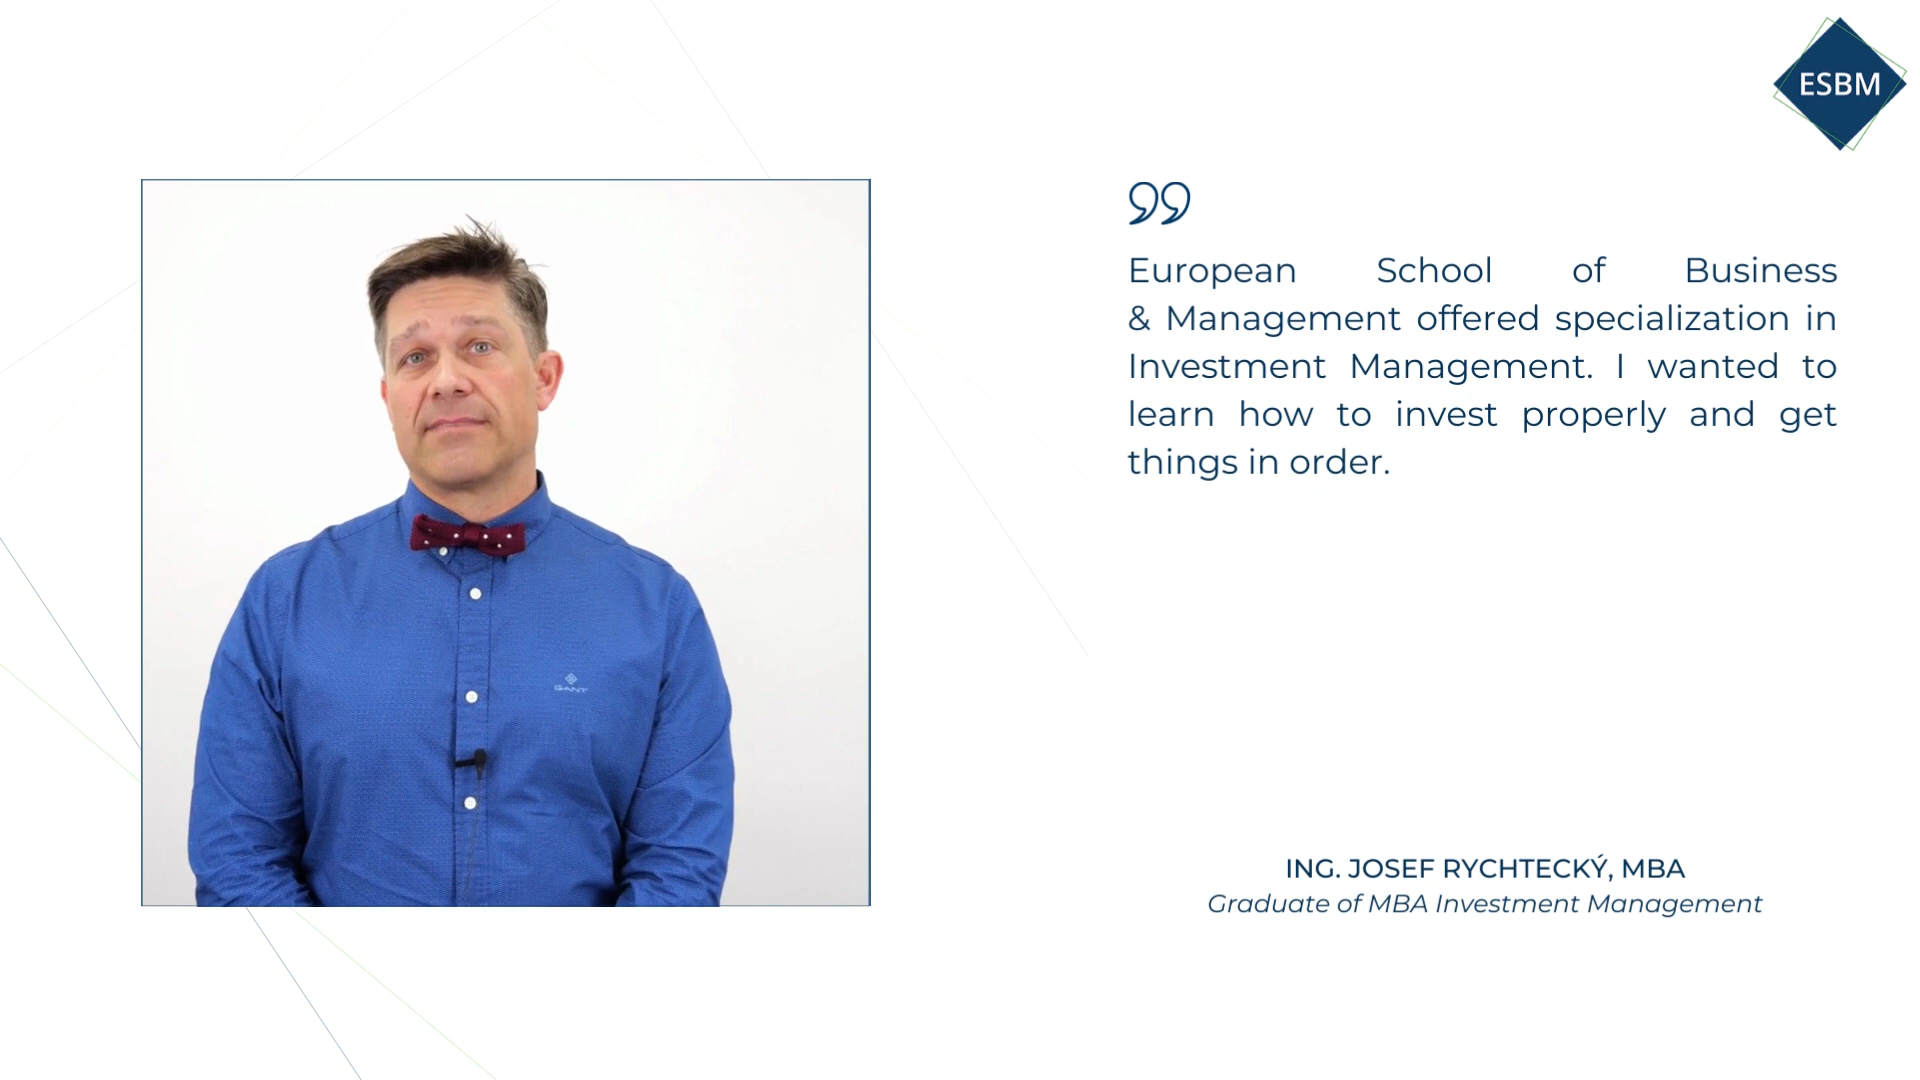 ESBM
European School of Business
& Management offered specialization in
Investment Management. I wanted to
learn how to invest properly and get
things in order.
GANT
ING. JOSEF RYCHTECKÝ, MBA
Graduate of MBA Investment Management